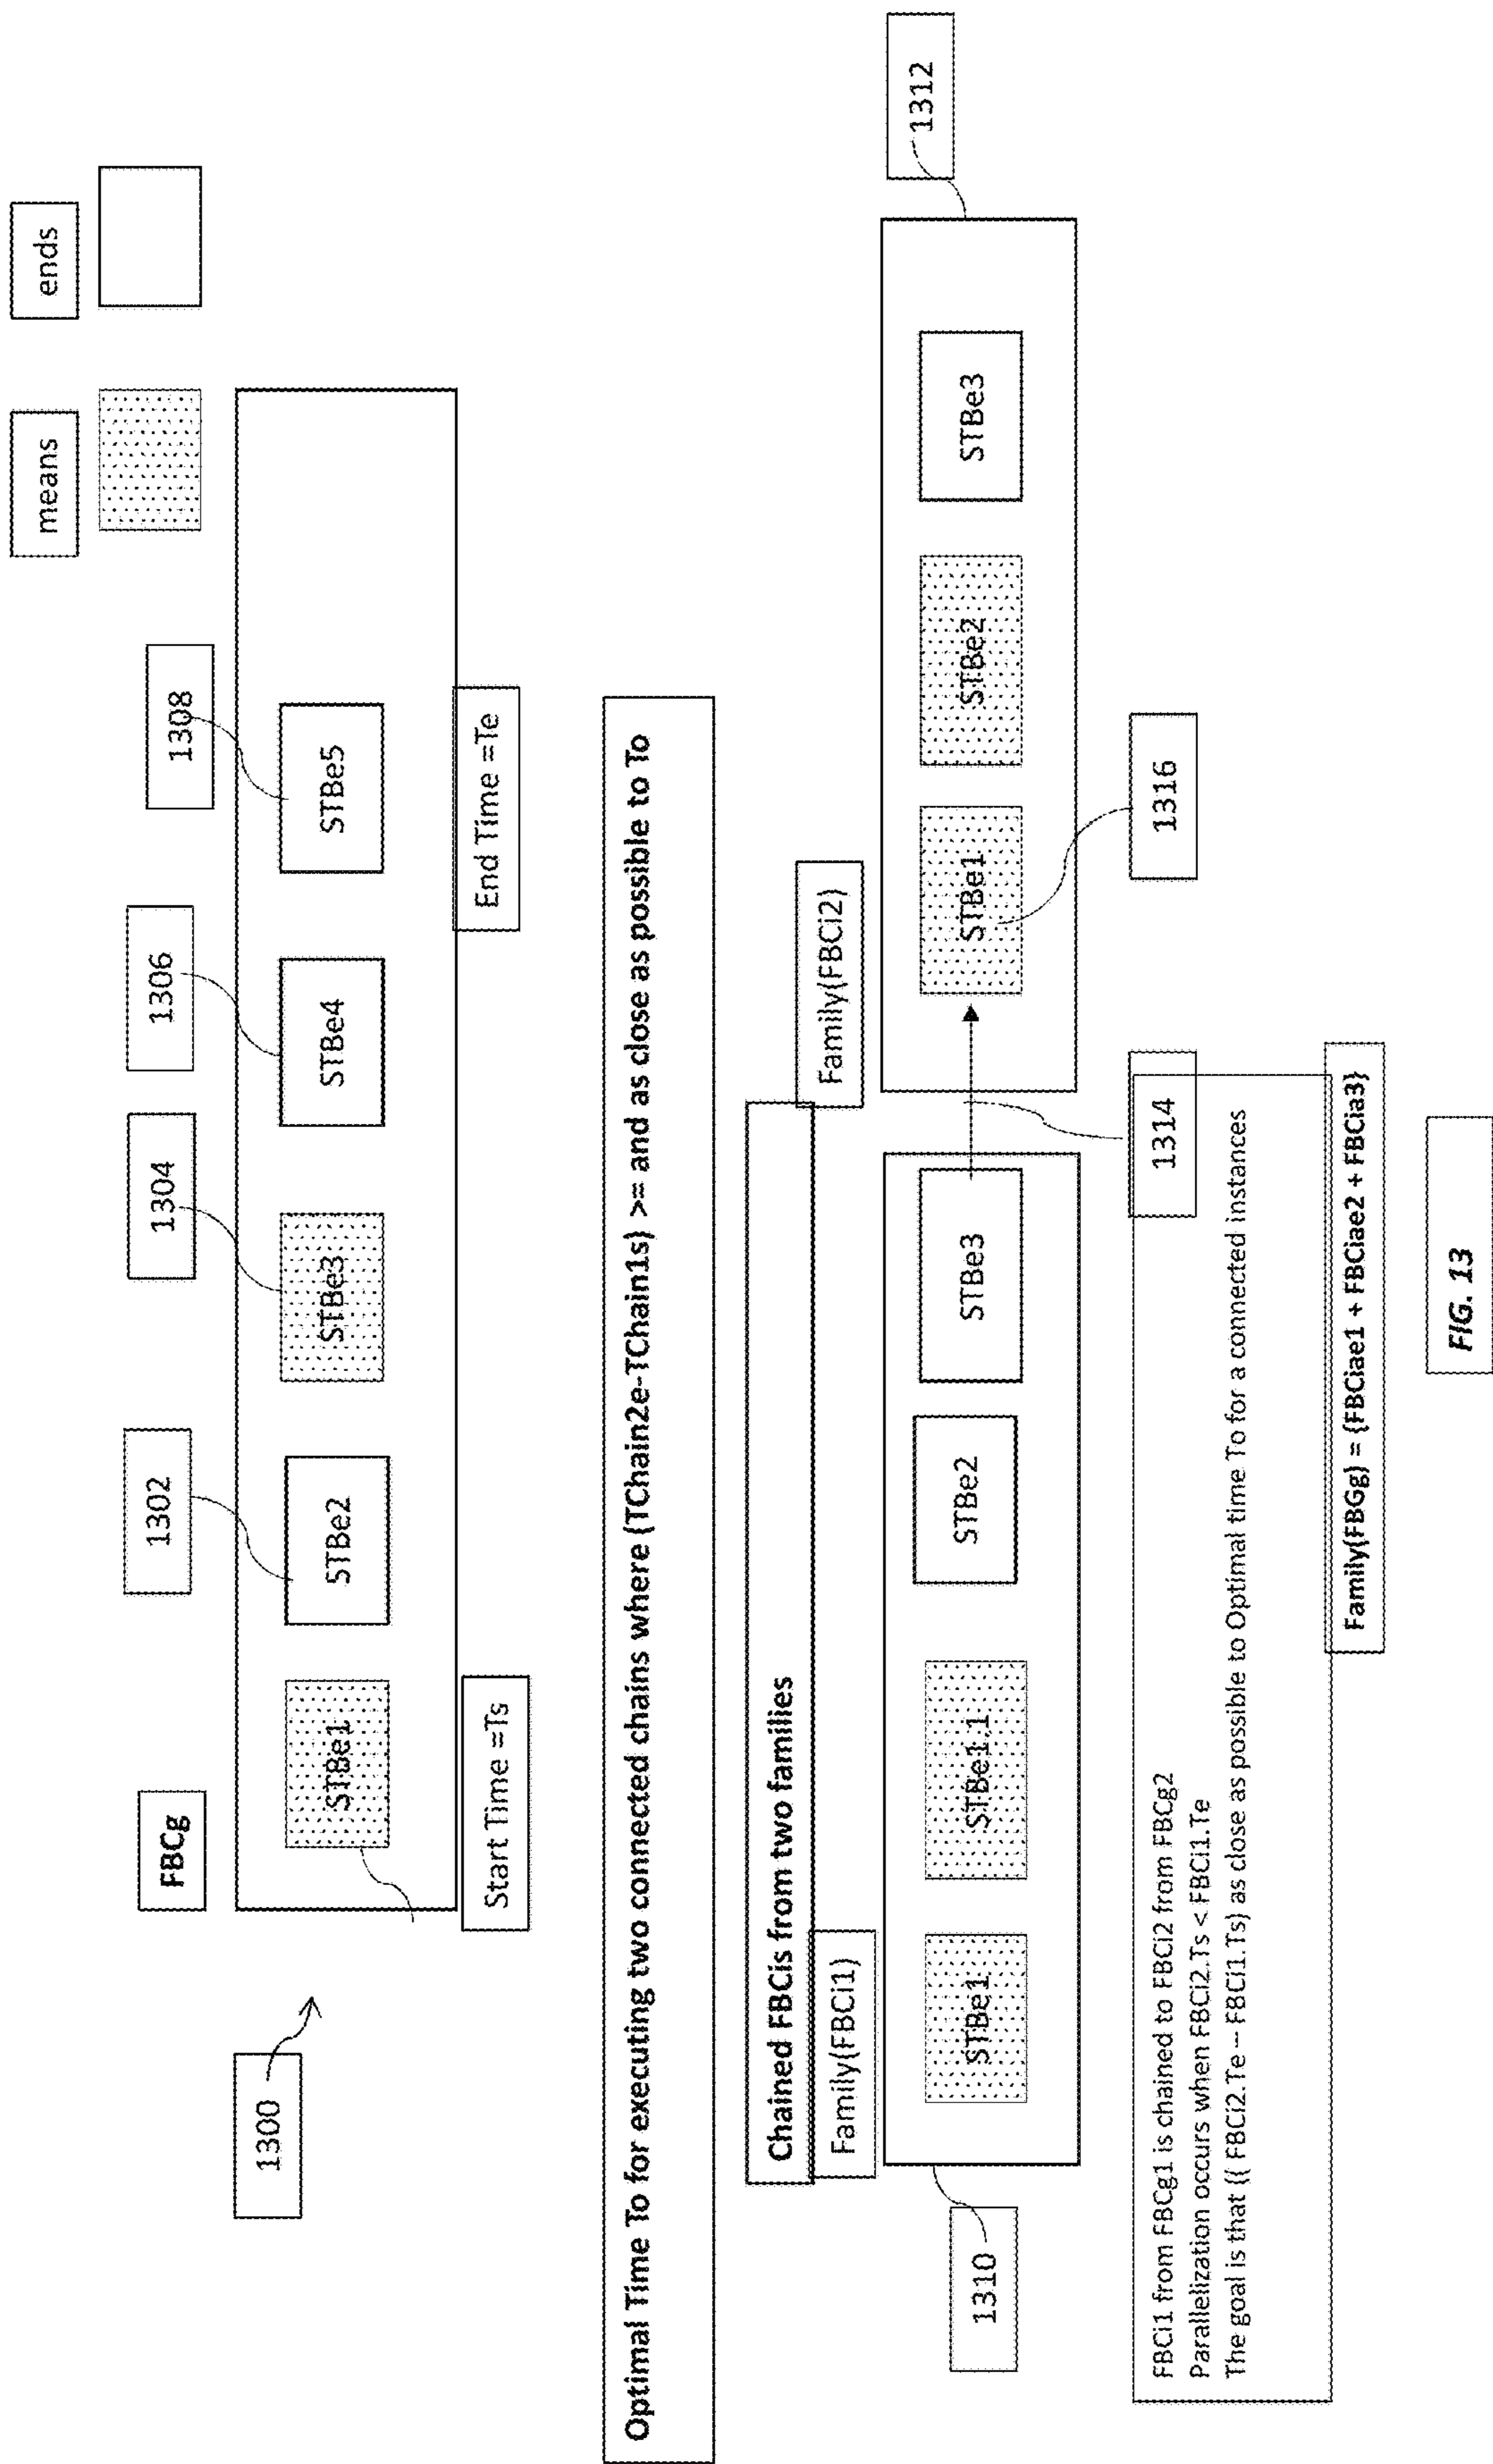 means
ends
FBCg
1302
1304
1306
1308
1300
STBe1
STBe2
STBe3
STBe4
STBe5
Start Time =Ts
End Time =Te
Optimal Time To for executing two connected chains where (TChain2e-TChain1s) >= and as close as possible to To
Chained FBCis from two families
Family(FBCi1)
Family(FBCi2)
1310
STBe1
STBe1.1
STBe2
STBe3
STBe1
STBe2
STBe3
1312
1314
1316
FBCi1 from FBCg1 is chained to FBCi2 from FBCg2
Parallelization occurs when FBCi2.Ts < FBCi1.Te
The goal is that (( FBCi2.Te – FBCi1.Ts) as close as possible to Optimal time To for a connected instances
Family(FBGg) = {FBCiae1 + FBCiae2 + FBCia3}
FIG. 13